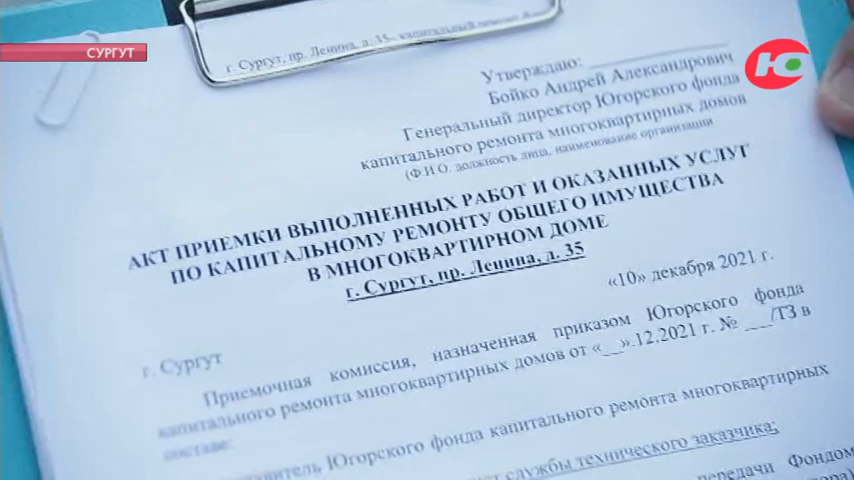 СУРГУТ
Ю
г. Сургут, пр. Ленина, д. 35- капитальный ремонт
Утверждаю: ____________
Бойко Андрей Александрович
Генеральный директор Югорского фонда
капитального ремонта многоквартирных домов
(Ф.И О. должность лица, наименование организации
АКТ ПРИЕМКИ ВЫПОЛНЕННЫХ РАБОТ И ОКАЗАННЫХ УСЛУГ
ПО КАПИТАЛЬНОМУ РЕМОНТУ ОБЩЕГО ИМУЩЕСТВА
В МНОГОКВАРТИРНОМ ДОМЕ
г. Сургут, пр. Ленина, д. 35
«10» декабря 2021 г.
г. Сургут
Приемочная комиссия, назначенная приказом Югорского фонда
капитального ремонта многоквартирных домов от «__».12.2021 г. № ___/ТЗ в
составе:
Югорского фонда капитального ремонта многоквартирных
службы технического заказчика;
передачи Фондом